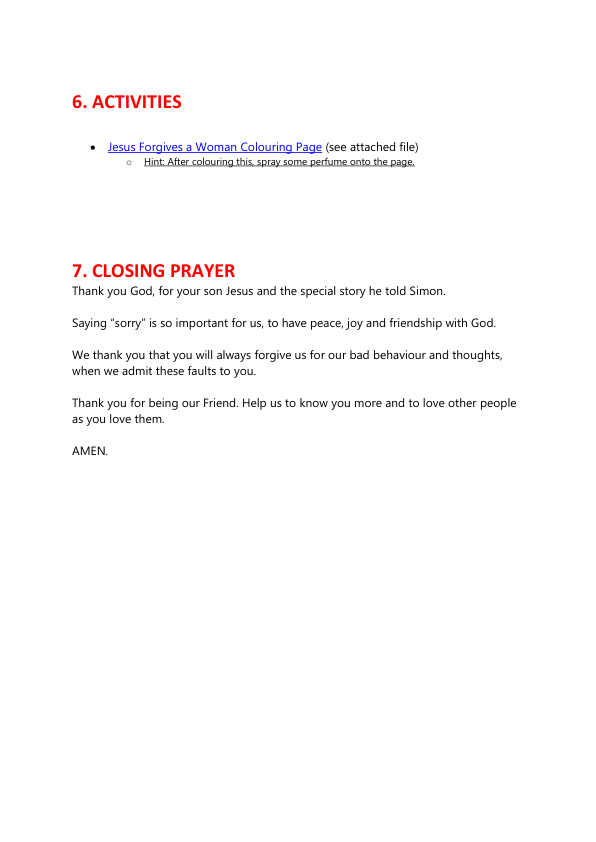 6. ACTIVITIES
• Jesus Forgives a Woman Colouring Page (see attached file)
o Hint: After colouring this, spray some perfume onto the page.
7. CLOSING PRAYER
Thank you God, for your son Jesus and the special story he told Simon.
Saying “sorry” is so important for us, to have peace, joy and friendship with God.
We thank you that you will always forgive us for our bad behaviour and thoughts,
when we admit these faults to you.
Thank you for being our Friend. Help us to know you more and to love other people
as you love them.
AMEN.